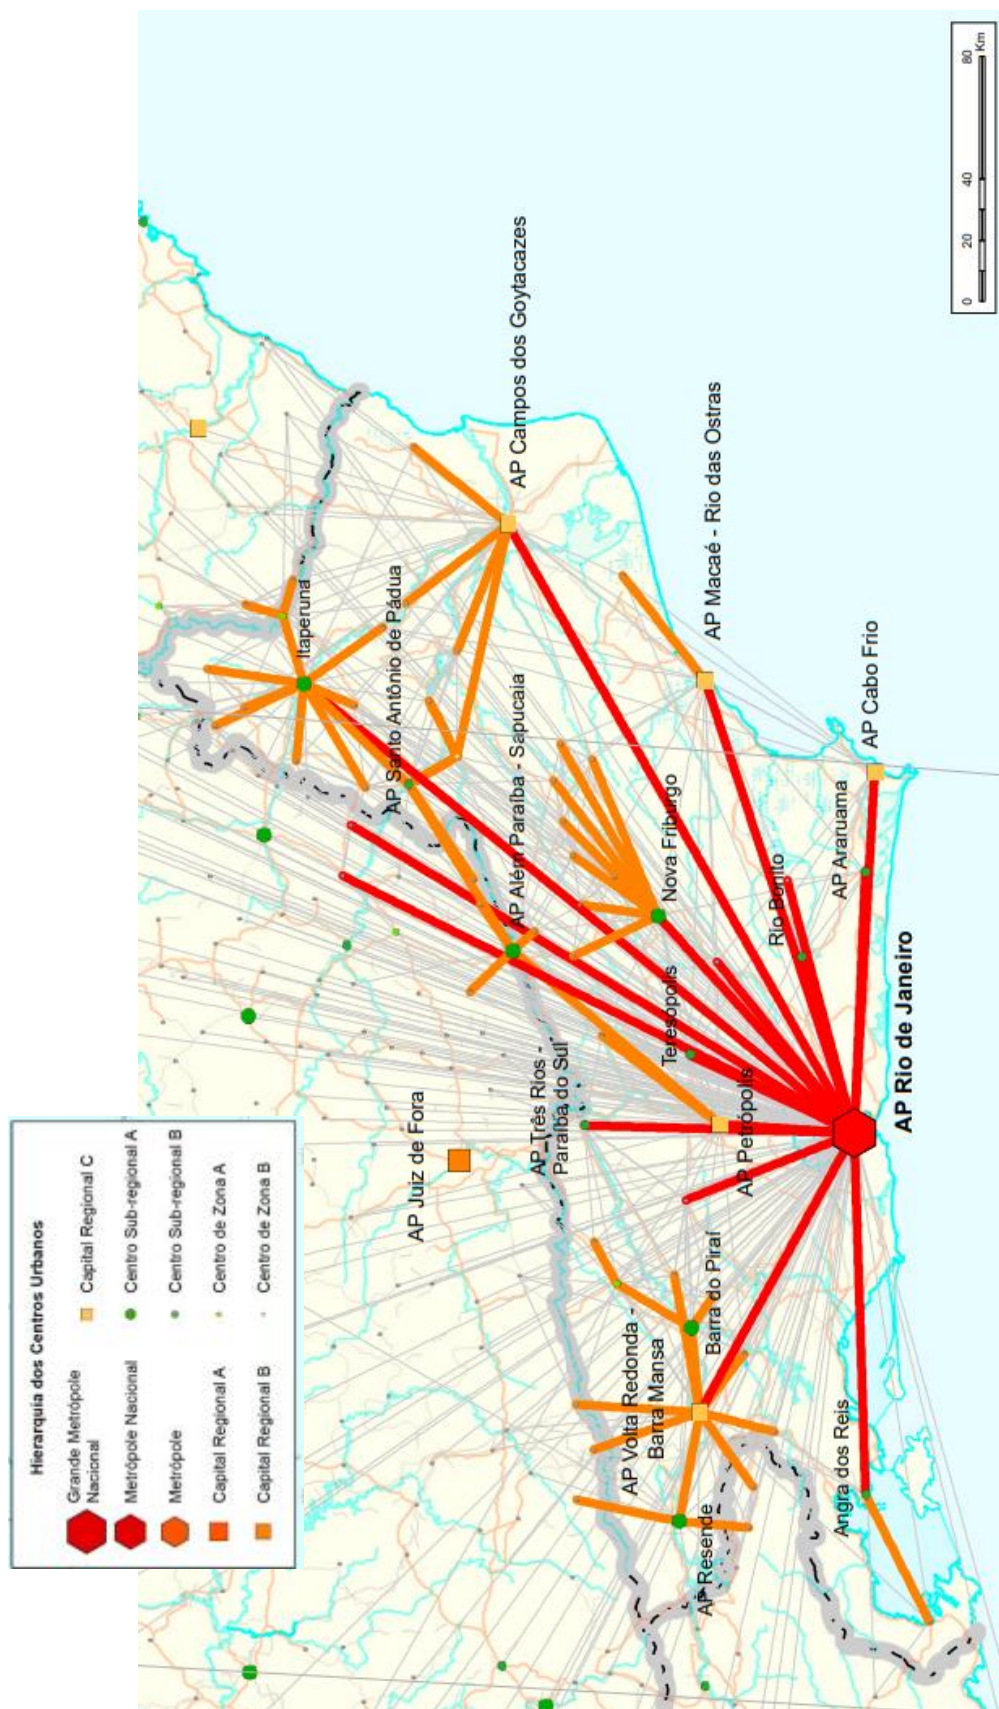 Hierarquia dos Centros Urbanos
Grande Metrópole
Nacional
Metrópole Nacional
Metrópole
Capital Regional A
Capital Regional B
Capital Regional C
Centro Sub-regional A
Centro Sub-regional B
Centro de Zona A
Centro de Zona B
Itaperuna
AP Santo Antônio de Pádua
AP Campos dos Goytacazes
AP Além Paraíba - Sapucaia
AP Macaé - Rio das Ostras
Nova Friburgo
AP Cabo Frio
AP Araruama
Rio Bonito
Teresópolis
AP Juiz de Fora
AP Três Rios -
Paraíba do Sul
AP Petrópolis
AP Rio de Janeiro
Barra do Piraí
AP Volta Redonda -
Barra Mansa
AP Resende
Angra dos Reis
0 20 40 80
Km